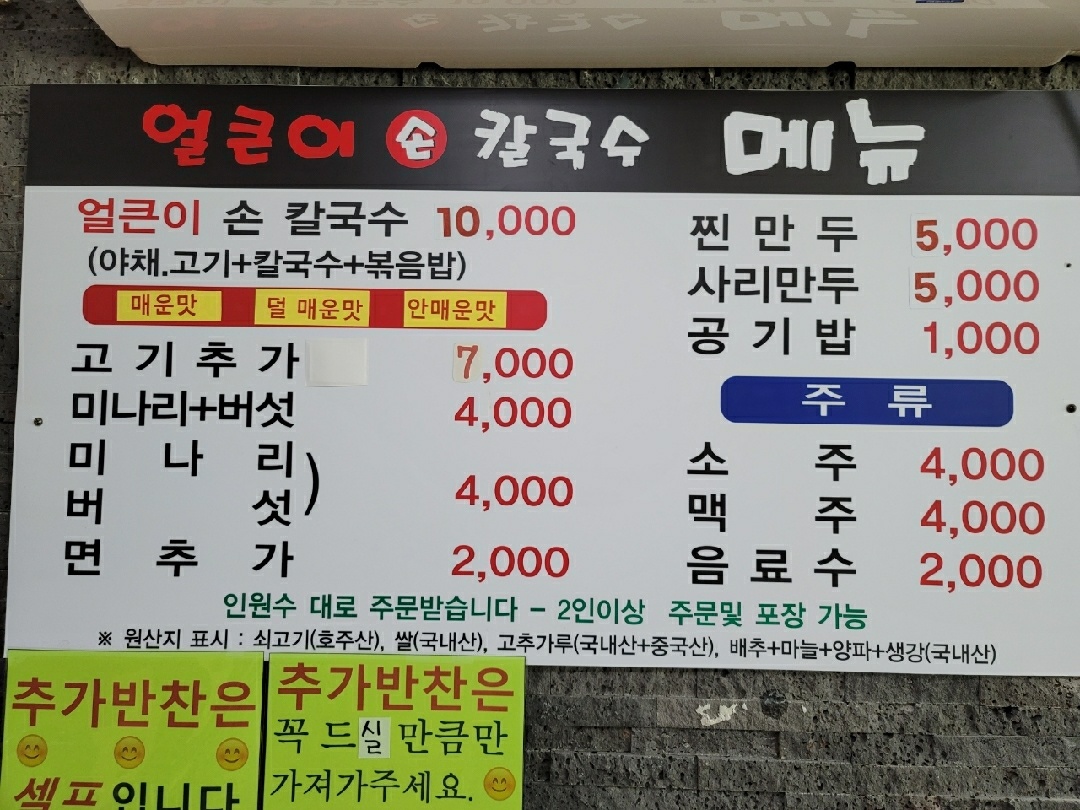 얼큰이 손 칼국수 메뉴
얼큰이 손 칼국수 10,000
(야채.고기+칼국수+볶음밥)
매운맛 덜 매운맛 안매운맛
고기추가 7,000
미나리+버섯 4,000
미나리
버섯
) 4,000
면추가 2,000
찐만두 5,000
사리만두 5,000
공기밥 1,000
주류
소주 4,000
맥주 4,000
음료수 2,000
인원수 대로 주문받습니다 - 2인이상 주문및 포장 가능
※ 원산지 표시 : 쇠고기(호주산), 쌀(국내산), 고추가루(국내산+중국산), 배추+마늘+양파+생강(국내산)
추가반찬은
셀프입니다
추가반찬은
꼭 드실 만큼만
가져가주세요.